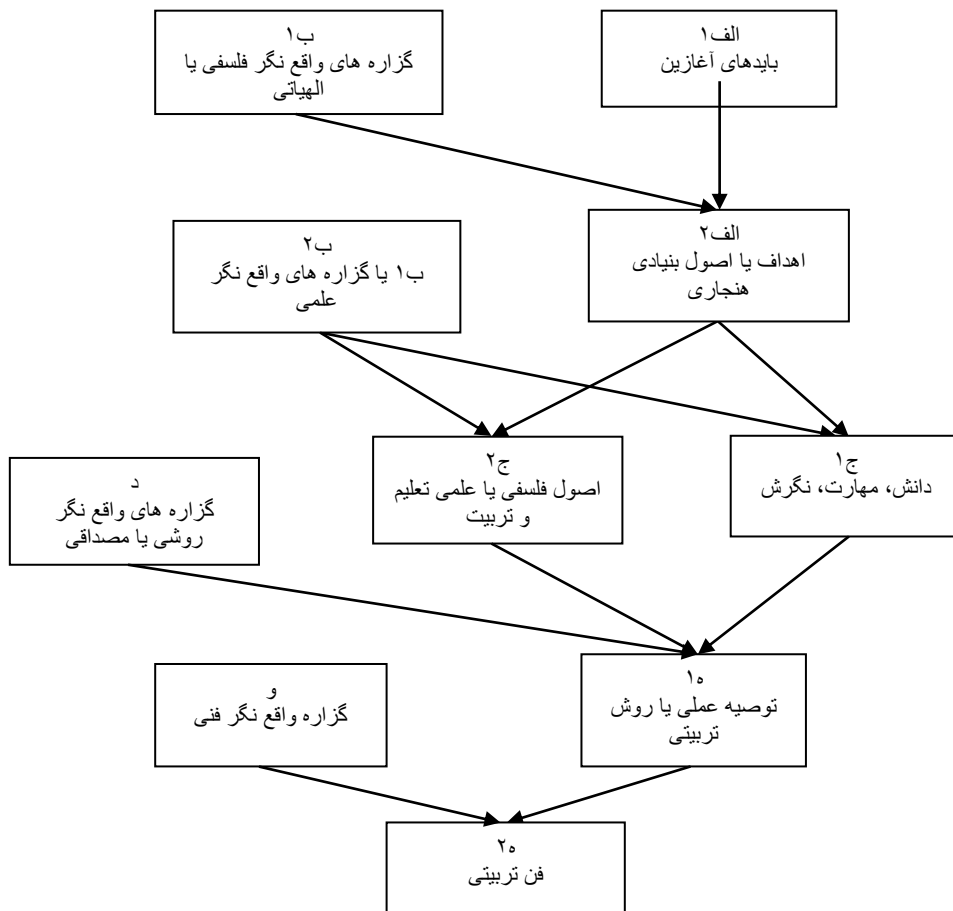 الف۱
بایدهای آغازین
ب۱
گزاره های واقع نگر فلسفی یا
الهیاتی
الف۲
اهداف یا اصول بنیادی
هنجاری
ب۲
ب۱ یا گزاره های واقع نگر
علمی
ج۱
دانش، مهارت، نگرش
ج۲
اصول فلسفی یا علمی تعلیم
و تربیت
د
گزاره های واقع نگر
روشی یا مصداقی
ه۱
توصیه عملی یا روش
تربیتی
و
گزاره واقع نگر فنی
ه۲
فن تربیتی